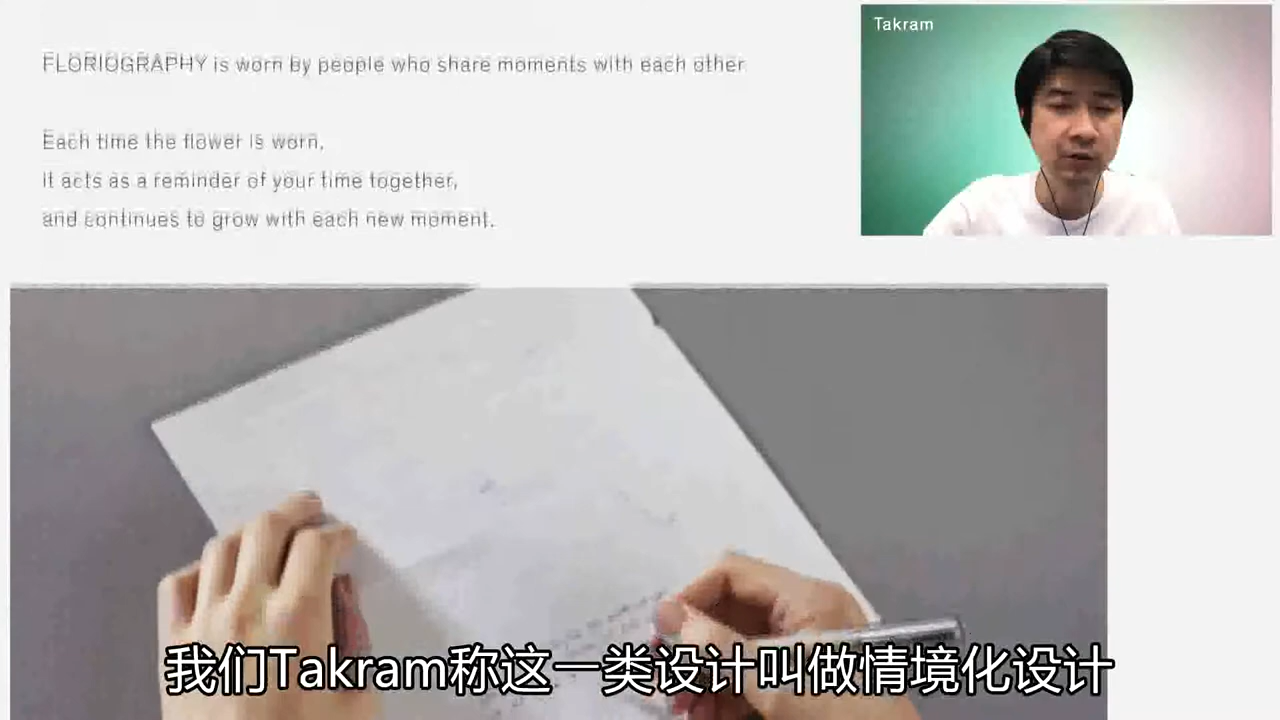 FLORIOGRAPHY is worn by people who share moments with each other
Takram
Each time the flower is worn,
it acts as a reminder of your time together,
and continues to grow with each new moment.
我们Takram称这一类设计叫做情境化设计